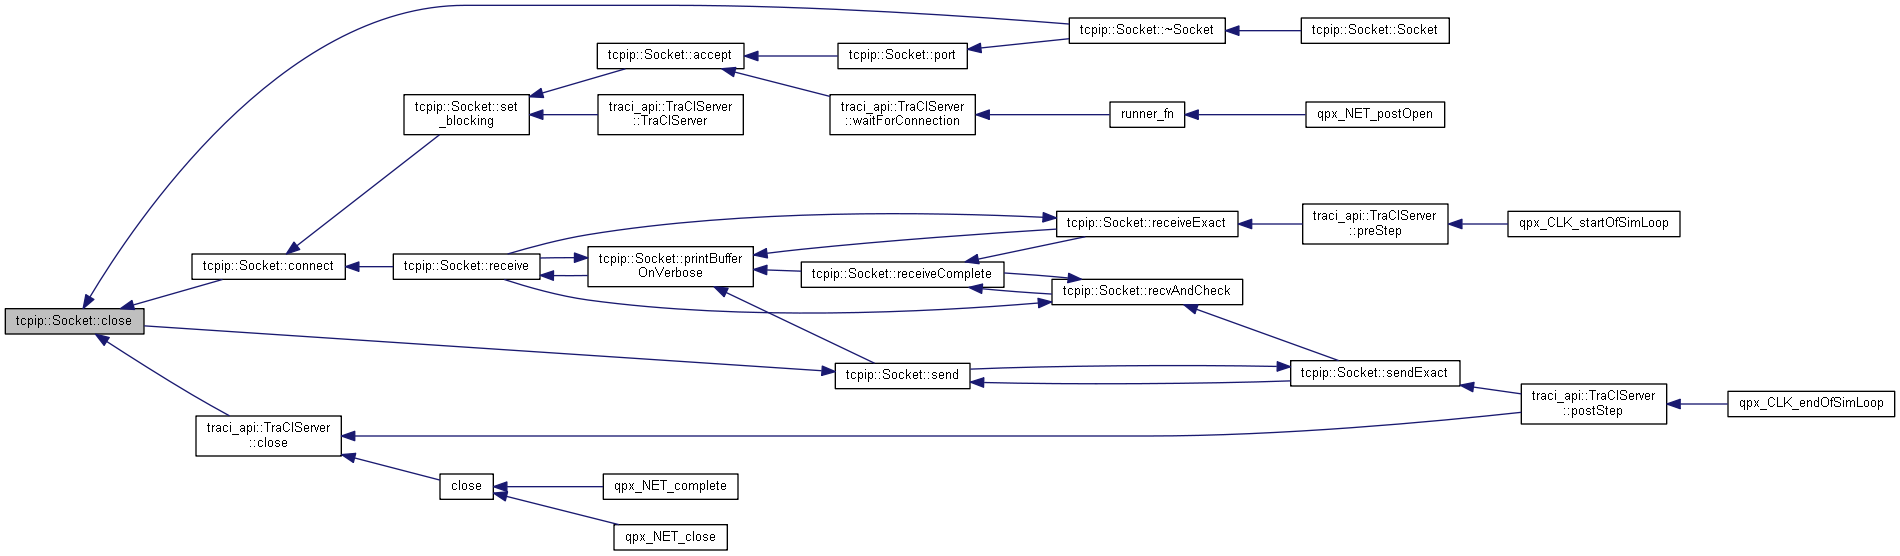 tcpip::Socket::~Socket
tcpip::Socket::Socket
tcpip::Socket::accept
tcpip::Socket::port
tcpip::Socket::set
_blocking
traci_api::TraCIServer
::TraCIServer
traci_api::TraCIServer
::waitForConnection
runner_fn
qpx_NET_postOpen
tcpip::Socket::receiveExact
traci_api::TraCIServer
::preStep
qpx_CLK_startOfSimLoop
tcpip::Socket::connect
tcpip::Socket::receive
tcpip::Socket::printBuffer
OnVerbose
tcpip::Socket::receiveComplete
tcpip::Socket::recvAndCheck
tcpip::Socket::close
tcpip::Socket::send
tcpip::Socket::sendExact
traci_api::TraCIServer
::postStep
qpx_CLK_endOfSimLoop
traci_api::TraCIServer
::close
close
qpx_NET_complete
qpx_NET_close